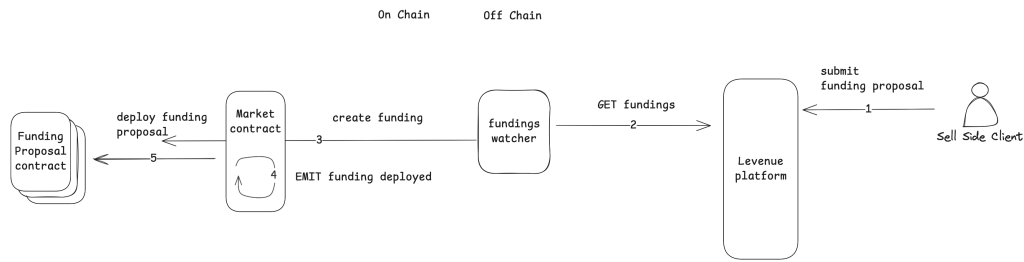 On Chain
Off Chain
submit
funding proposal
1
Sell Side Client
GET fundings
2
fundings
watcher
Levenue
platform
create funding
3
Market
contract
4
EMIT funding deployed
deploy funding
proposal
5
Funding
Proposal
contract